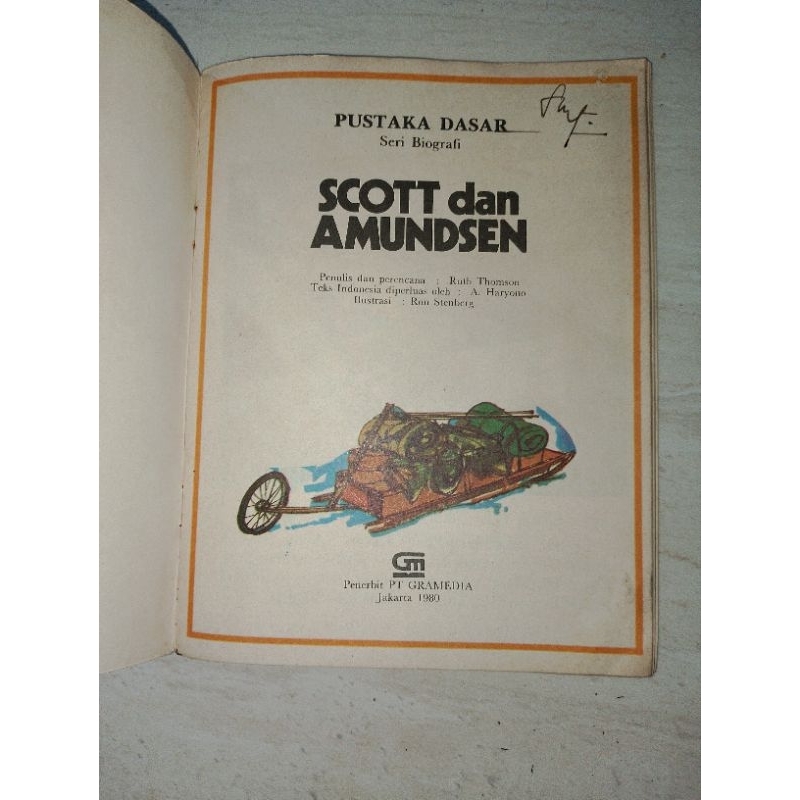 PUSTAKA DASAR
Seri Biografi
SCOTT dan
AMUNDSEN
Penulis dan perencana : Ruth Thomson
Teks Indonesia diperluas oleh : A. Haryono
Ilustrasi : Ron Stenberg
Gm
Penerbit PT GRAMEDIA
Jakarta 1980